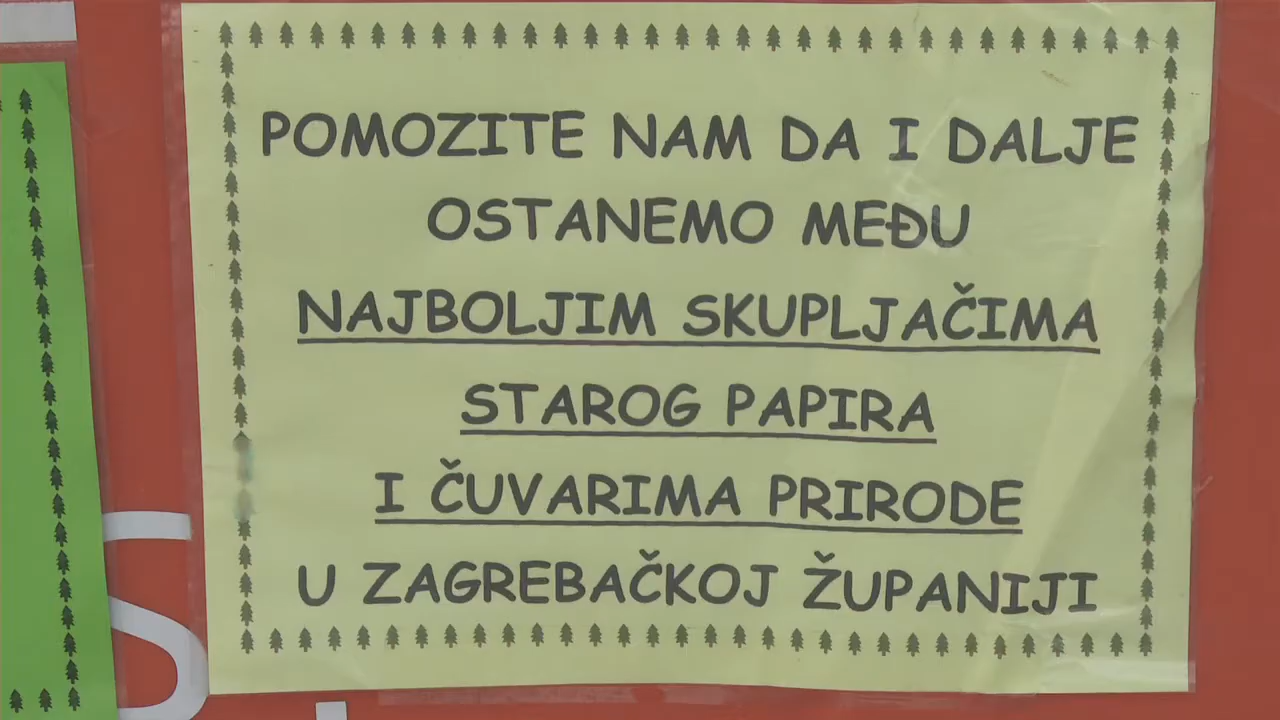 POMOZITE NAM DA I DALJE
OSTANEMO MEĐU
NAJBOLJIM SKUPLJAČIMA
STAROG PAPIRA
I ČUVARIMA PRIRODE
U ZAGREBAČKOJ ŽUPANIJI